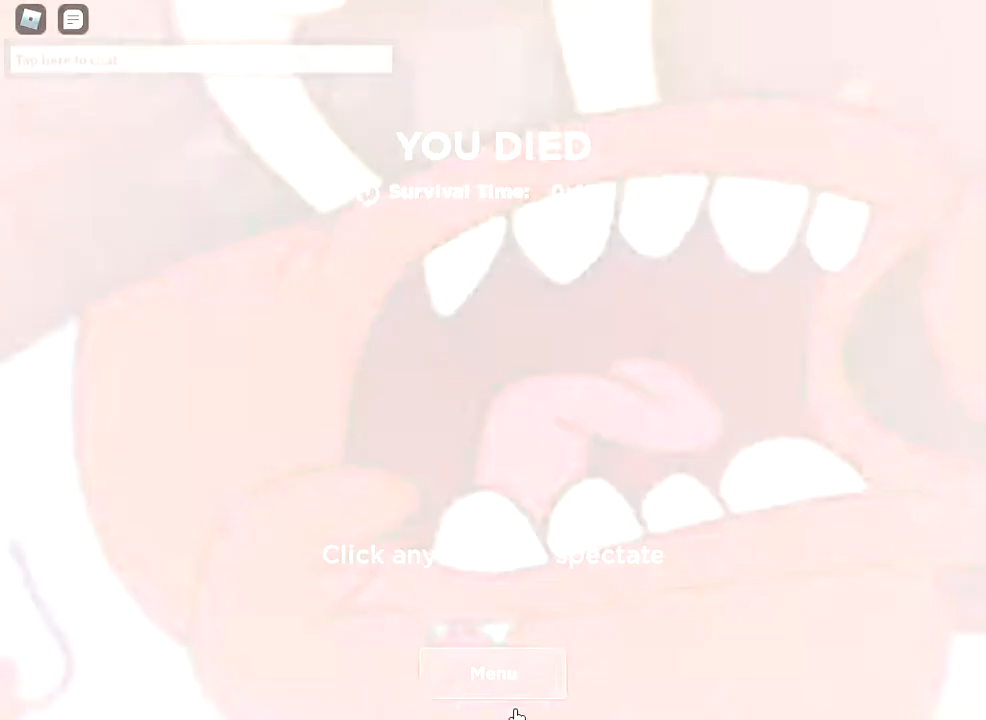 Tap here to chat
YOU DIED
Survival Time:
Click any spectate
Menu